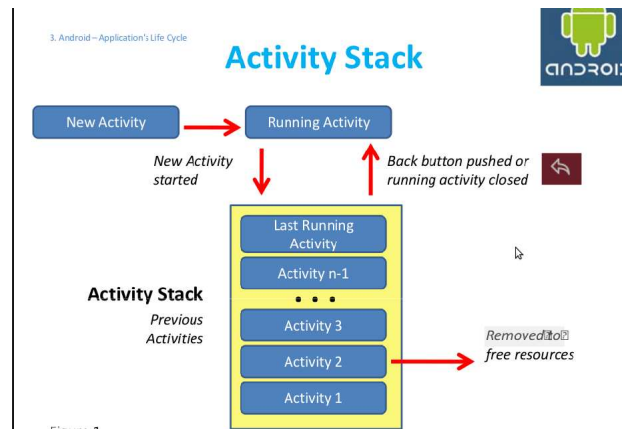 3. Android – Application's Life Cycle
Activity Stack
ANDROID
New Activity
Running Activity
New Activity
started
Back button pushed or
running activity closed
Last Running
Activity
Activity n-1
• • •
Activity Stack
Previous
Activities
Activity 3
Activity 2
Activity 1
Removed to
free resources